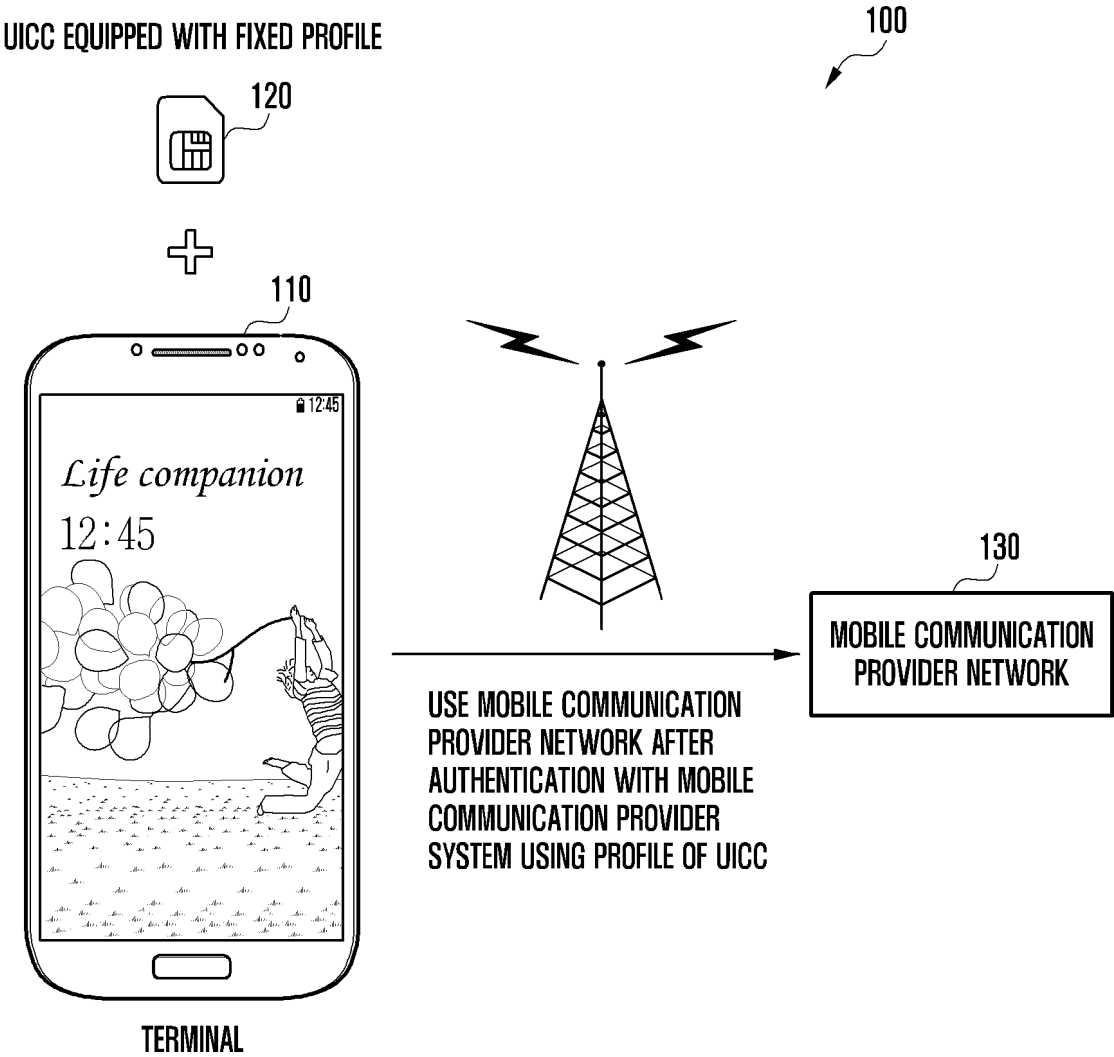 UICC EQUIPPED WITH FIXED PROFILE
100
120
110
12:45
Life companion
12:45
130
MOBILE COMMUNICATION
PROVIDER NETWORK
USE MOBILE COMMUNICATION
PROVIDER NETWORK AFTER
AUTHENTICATION WITH MOBILE
COMMUNICATION PROVIDER
SYSTEM USING PROFILE OF UICC
TERMINAL